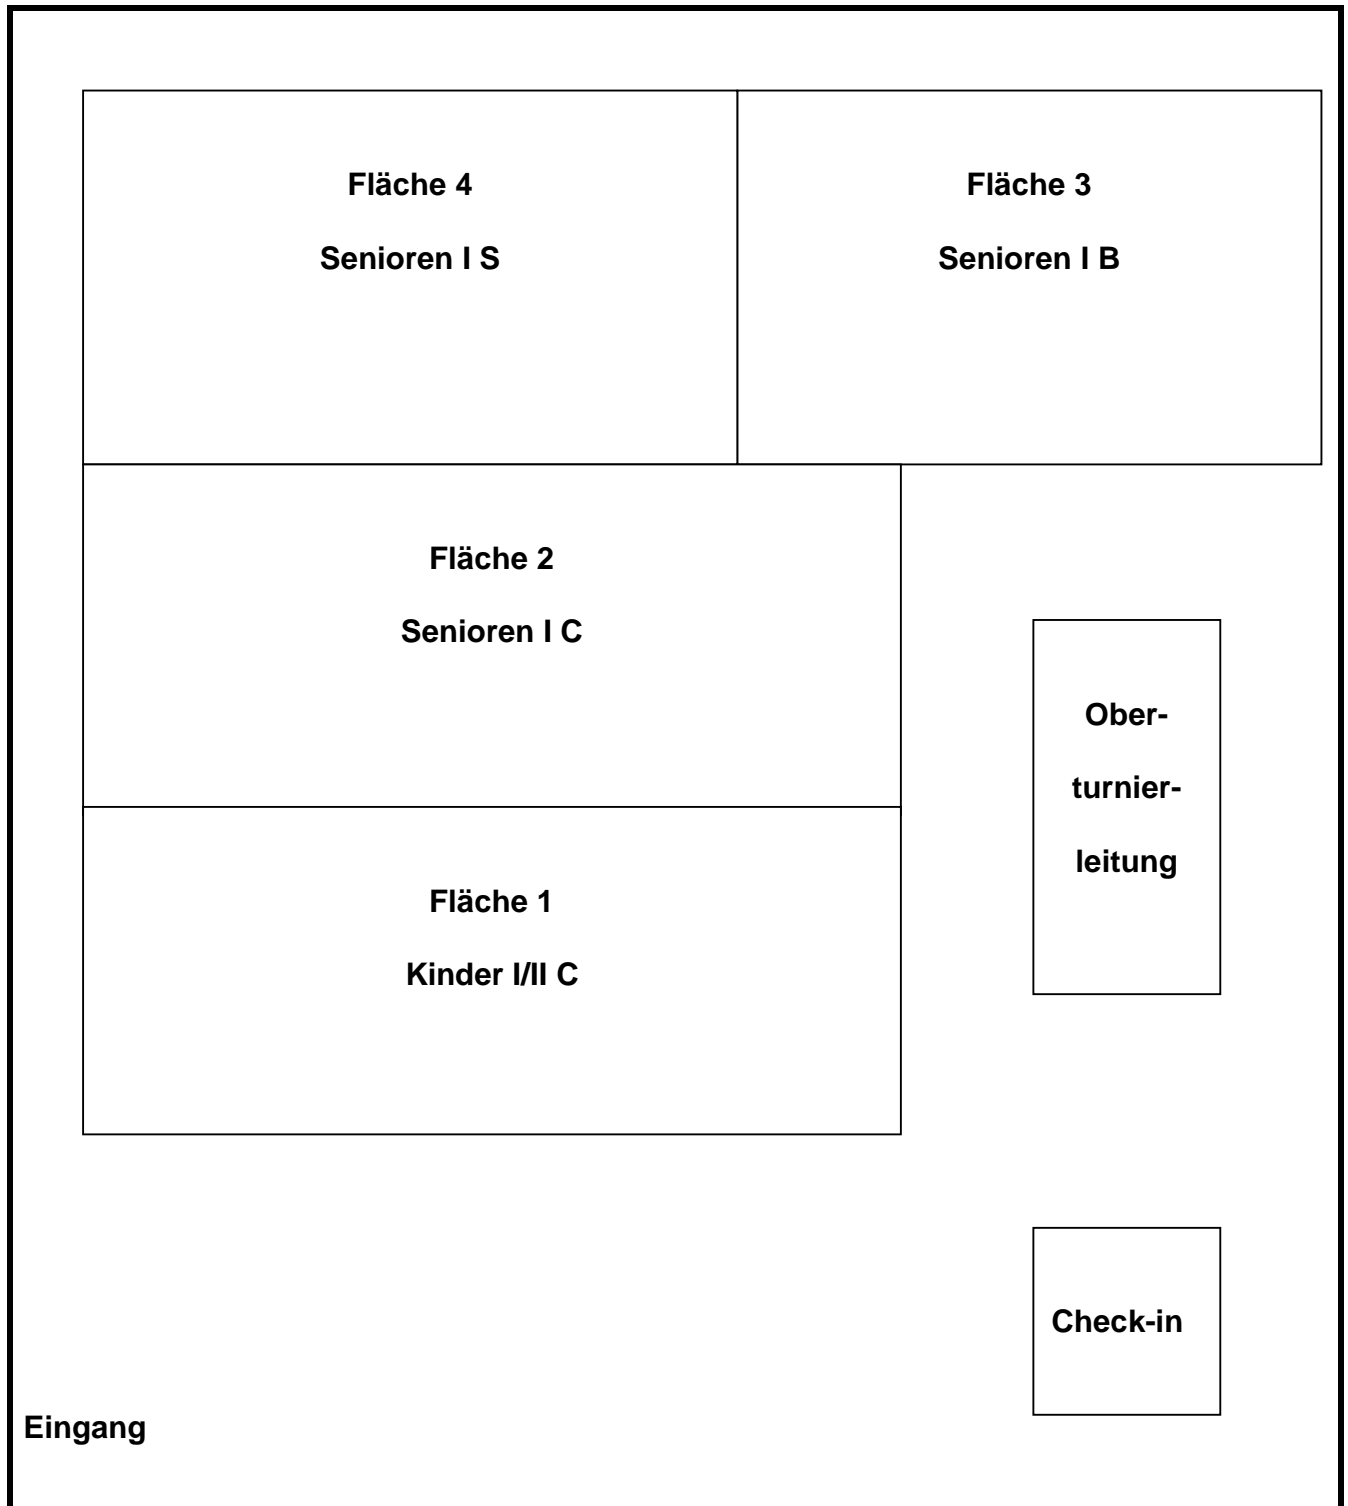 Fläche 4
Senioren I S
Fläche 3
Senioren I B
Fläche 2
Senioren I C
Ober-
turnier-
leitung
Fläche 1
Kinder I/II C
Check-in
Eingang